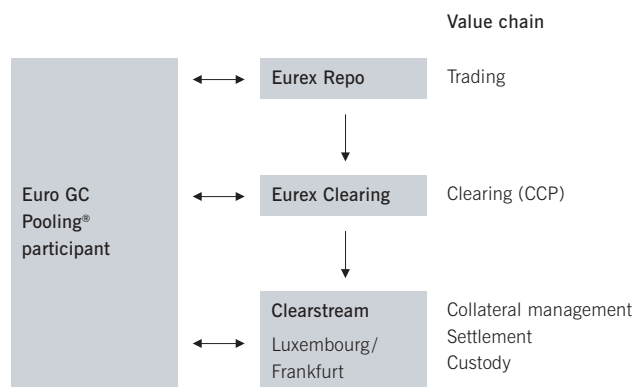 Value chain
Eurex Repo
Trading
Euro GC
Pooling®
participant
Eurex Clearing
Clearing (CCP)
Clearstream
Luxembourg/
Frankfurt
Collateral management
Settlement
Custody